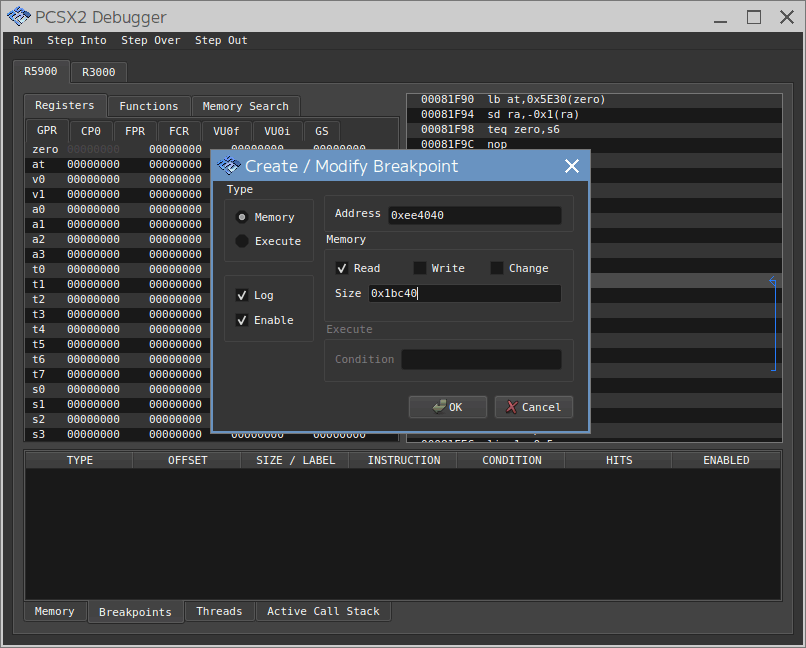 PCSX2 Debugger
Run Step Into Step Over Step Out
R5900 R3000
Registers Functions Memory Search
GPR CP0 FPR FCR VU0f VU0i GS
zero 00000000 00000000 00000000 00000000
at 00000000 00000000
v0 00000000 00000000
v1 00000000 00000000
a0 00000000 00000000
a1 00000000 00000000
a2 00000000 00000000
a3 00000000 00000000
t0 00000000 00000000
t1 00000000 00000000
t2 00000000 00000000
t3 00000000 00000000
t4 00000000 00000000
t5 00000000 00000000
t6 00000000 00000000
t7 00000000 00000000
s0 00000000 00000000
s1 00000000 00000000
s2 00000000 00000000
s3 00000000 00000000 00000000 00000000
00081F90 lb at,0x5E30(zero)
00081F94 sd ra,-0x1(ra)
00081F98 teq zero,s6
00081F9C nop
Create / Modify Breakpoint
Type
Memory
Execute
Log
Enable
Address 0xee4040
Memory
Read Write Change
Size 0x1bc40
Execute
Condition
OK Cancel
TYPE OFFSET SIZE / LABEL INSTRUCTION CONDITION HITS ENABLED
Memory Breakpoints Threads Active Call Stack